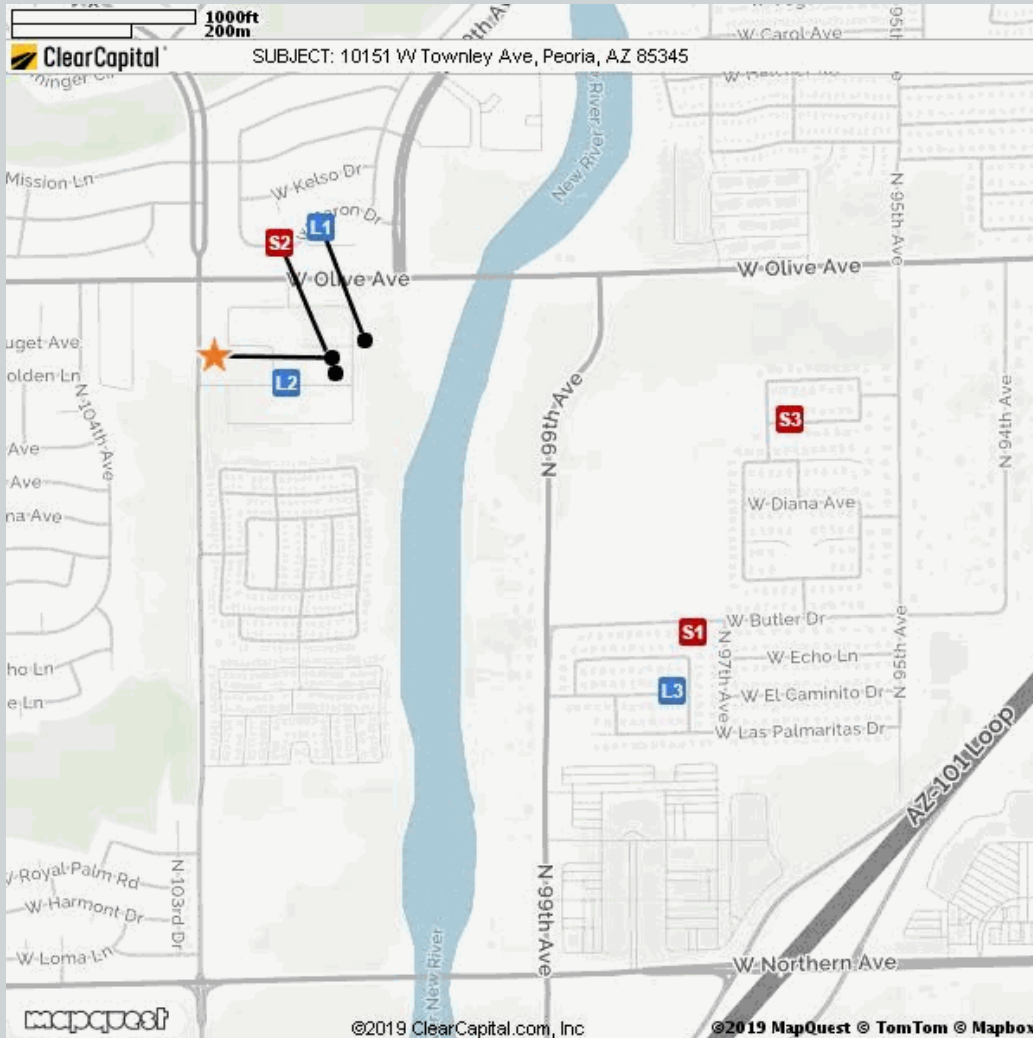 1000ft
200m
ClearCapital
SUBJECT: 10151 W Townley Ave, Peoria, AZ 85345
W Carol Ave
N 95th Ave
New River
Mission Ln
W Kelso Dr
S2
L1
W Olive Ave
W Olive Ave
L2
N 104th Ave
N 99th Ave
N 94th Ave
S3
W Diana Ave
W Butler Dr
S1
N 97th Ave
W Echo Ln
L3
W El Caminito Dr
W Las Palmaritas Dr
N 95th Ave
AZ-101 Loop
W Royal Palm Rd
W Harmont Dr
N 103rd Dr
W Loma Ln
N 99th Ave
New River
W Northern Ave
mapquest
©2019 ClearCapital.com, Inc
©2019 MapQuest © TomTom © Mapbox